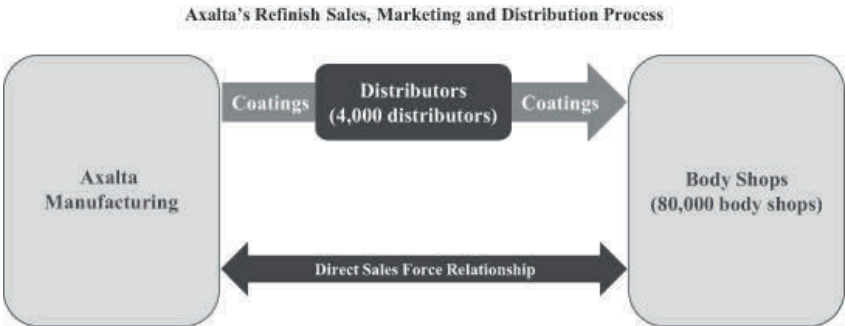 Axalta's Refinish Sales, Marketing and Distribution Process
Axalta
Manufacturing
Coatings
Distributors
(4,000 distributors)
Coatings
Body Shops
(80,000 body shops)
Direct Sales Force Relationship